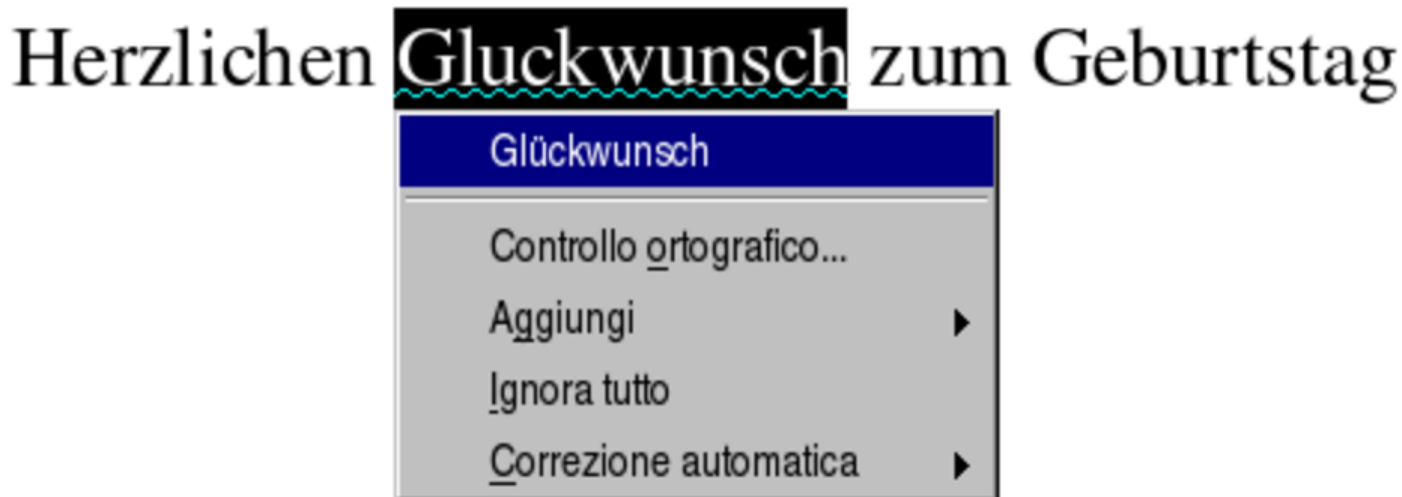 Herzlichen Gluckwunsch zum Geburtstag
Glückwunsch
Controllo ortografico...
Aggiungi
Ignora tutto
Correzione automatica